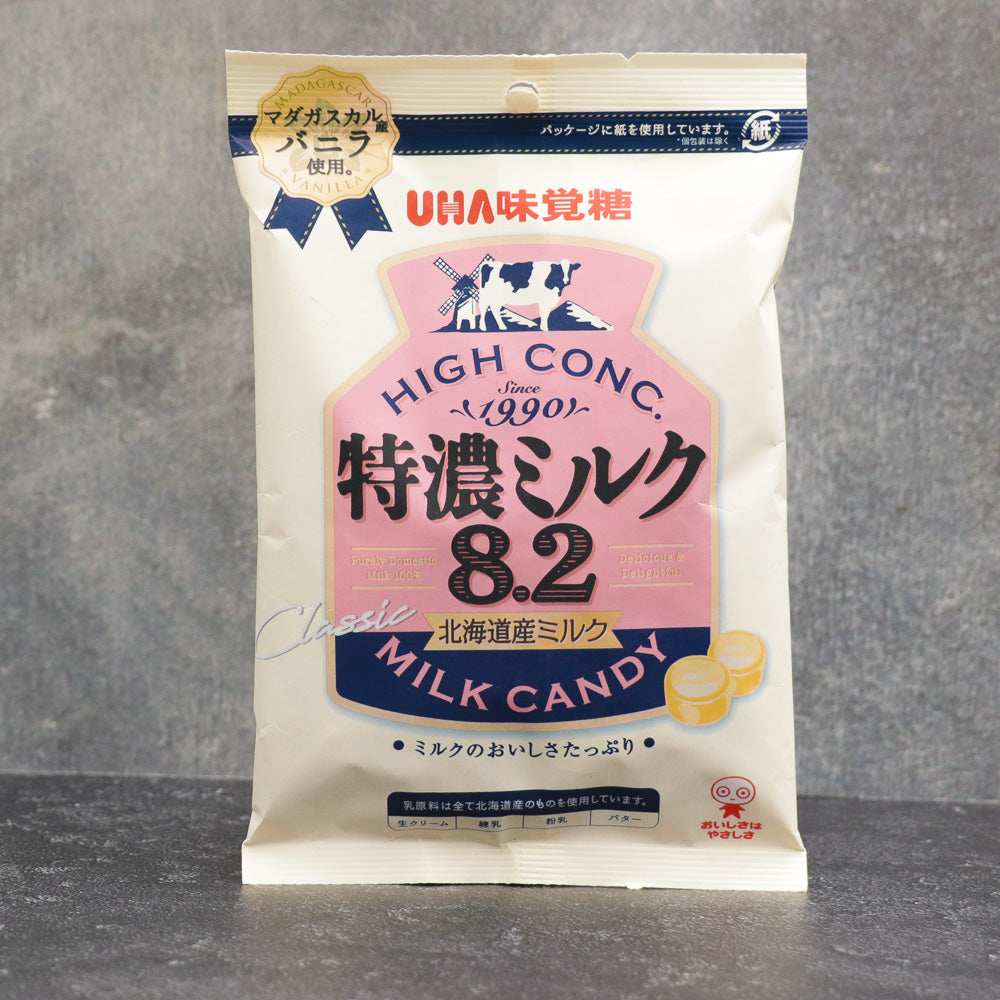 MADAGASCAR
マダガスカル産
バニラ
使用。
VANILLA
パッケージに紙を使用しています。
*個包装は除く
紙
UHA味覚糖
HIGH CONC.
Since
1990
特濃ミルク
8.2
Purely Domestic
Milk 100%
Delicious &
Delightful
Classic
北海道産ミルク
MILK CANDY
• ミルクのおいしさたっぷり •
乳原料は全て北海道産のものを使用しています。
生クリーム 練乳 粉乳 バター
おいしさは
やさしさ